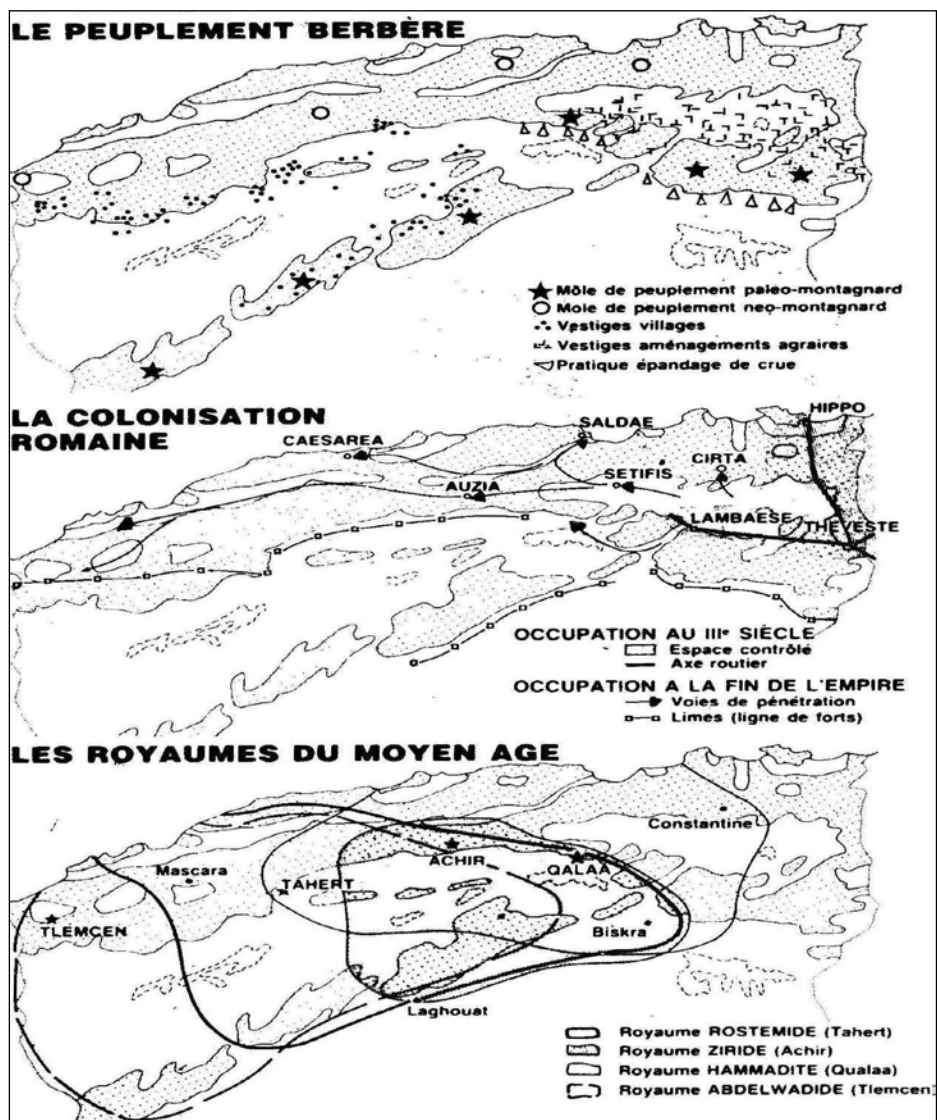 LE PEUPLEMENT BERBÈRE
Môle de peuplement paléo-montagnard
Mole de peuplement neo-montagnard
Vestiges villages
Vestiges aménagements agraires
Pratique épandage de crue
LA COLONISATION
ROMAINE
HIPPO
SALDAE
CAESAREA
CIRTA
SETIFIS
AUZIA
LAMBAESE
THEVESTE
OCCUPATION AU IIIe SIÈCLE
Espace contrôlé
Axe routier
OCCUPATION A LA FIN DE L'EMPIRE
Voies de pénétration
Limes (ligne de forts)
LES ROYAUMES DU MOYEN AGE
Constantine
ACHIR
QALAA
Mascara
TAHERT
TLEMCEN
Biskra
Laghouat
Royaume ROSTEMIDE (Tahert)
Royaume ZIRIDE (Achir)
Royaume HAMMADITE (Qualaa)
Royaume ABDELWADIDE (Tlemcen)